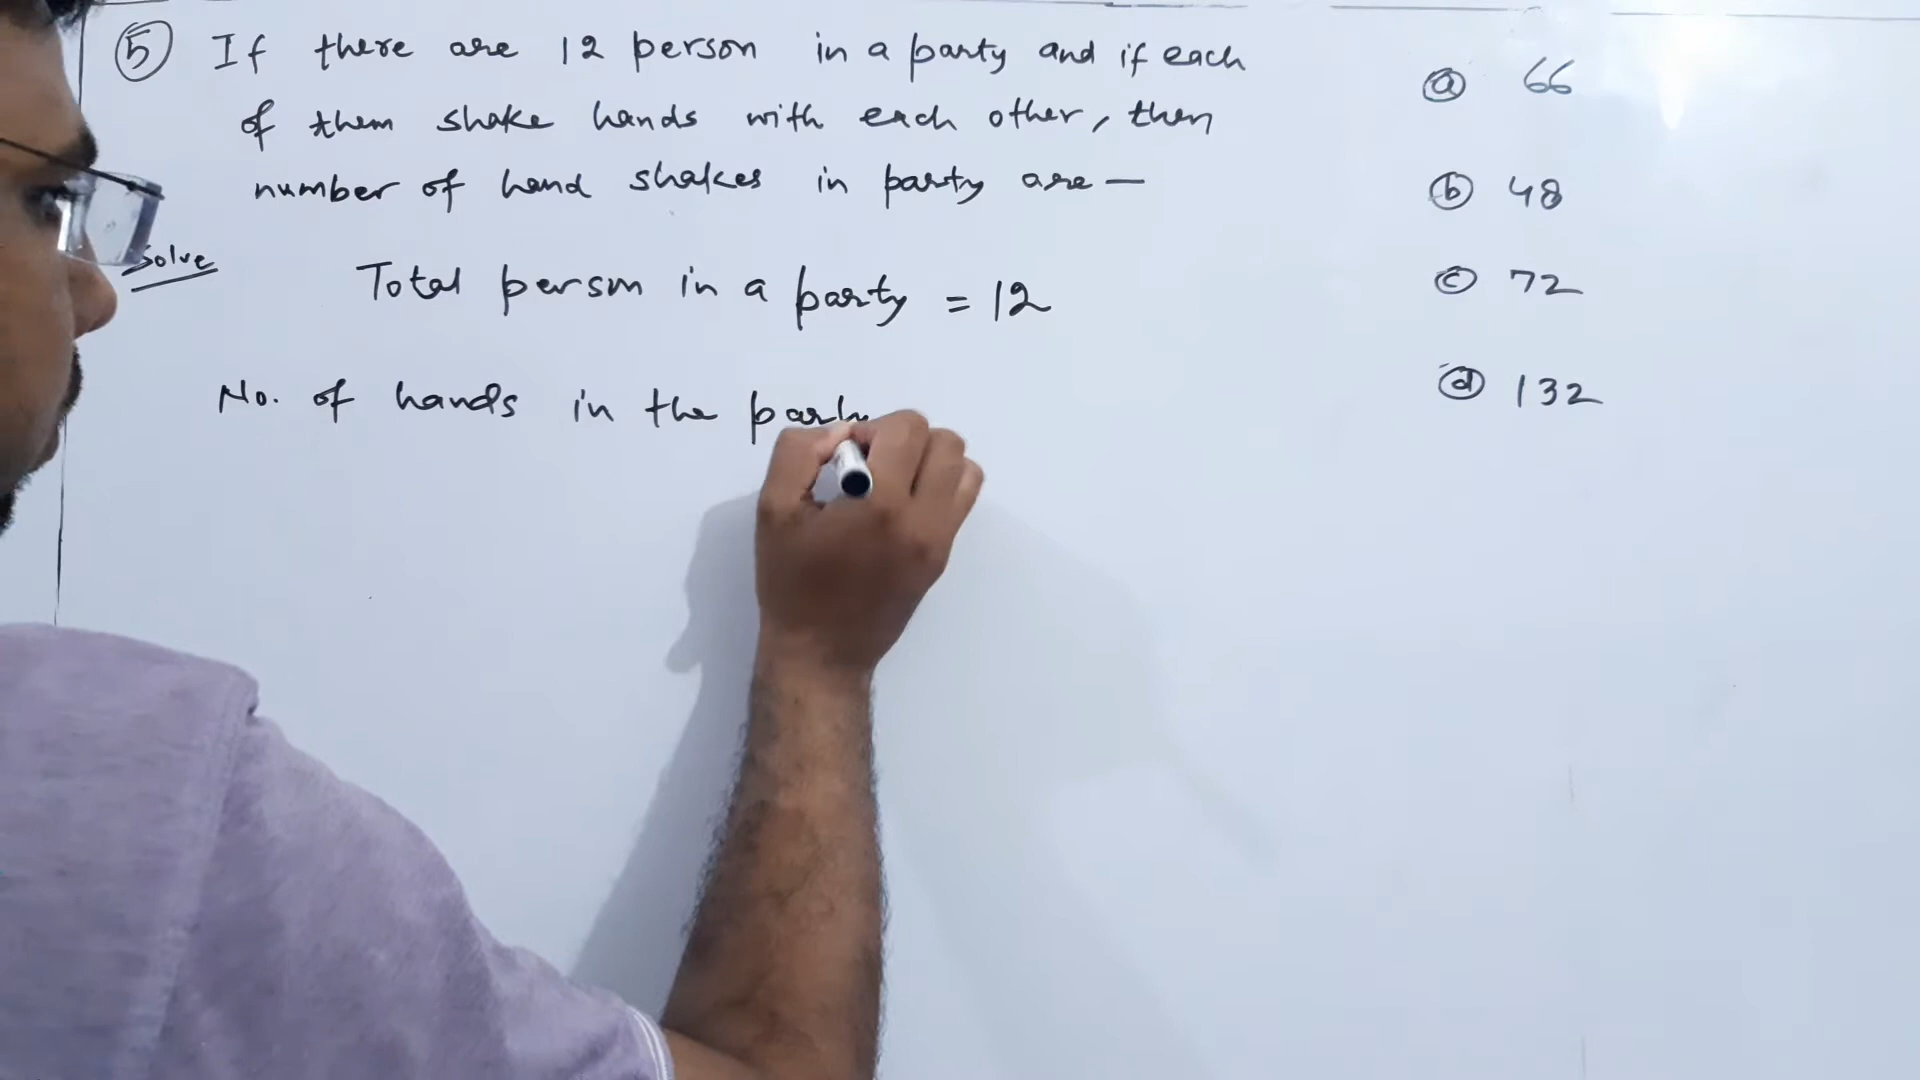 5 If there are 12 person in a party and if each
of them shake hands with each other, then
number of hand shakes in party are —
a 66
b 48
c 72
d 132
Solve
Total person in a party = 12
No. of hands in the party